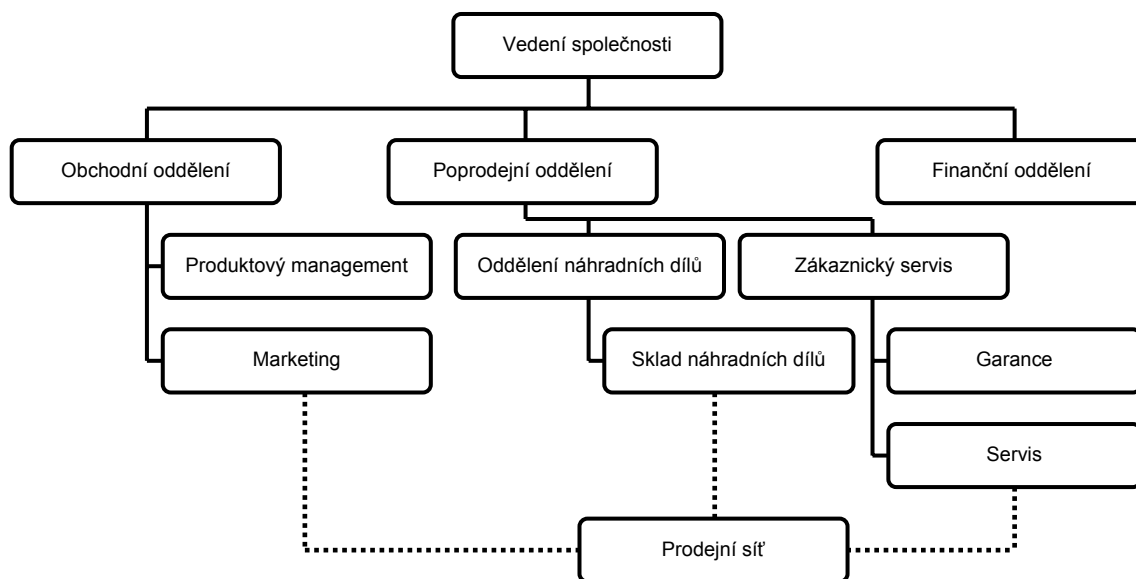 Vedení společnosti
Obchodní oddělení
Poprodejní oddělení
Finanční oddělení
Produktový management
Oddělení náhradních dílů
Zákaznický servis
Marketing
Sklad náhradních dílů
Garance
Servis
Prodejní síť